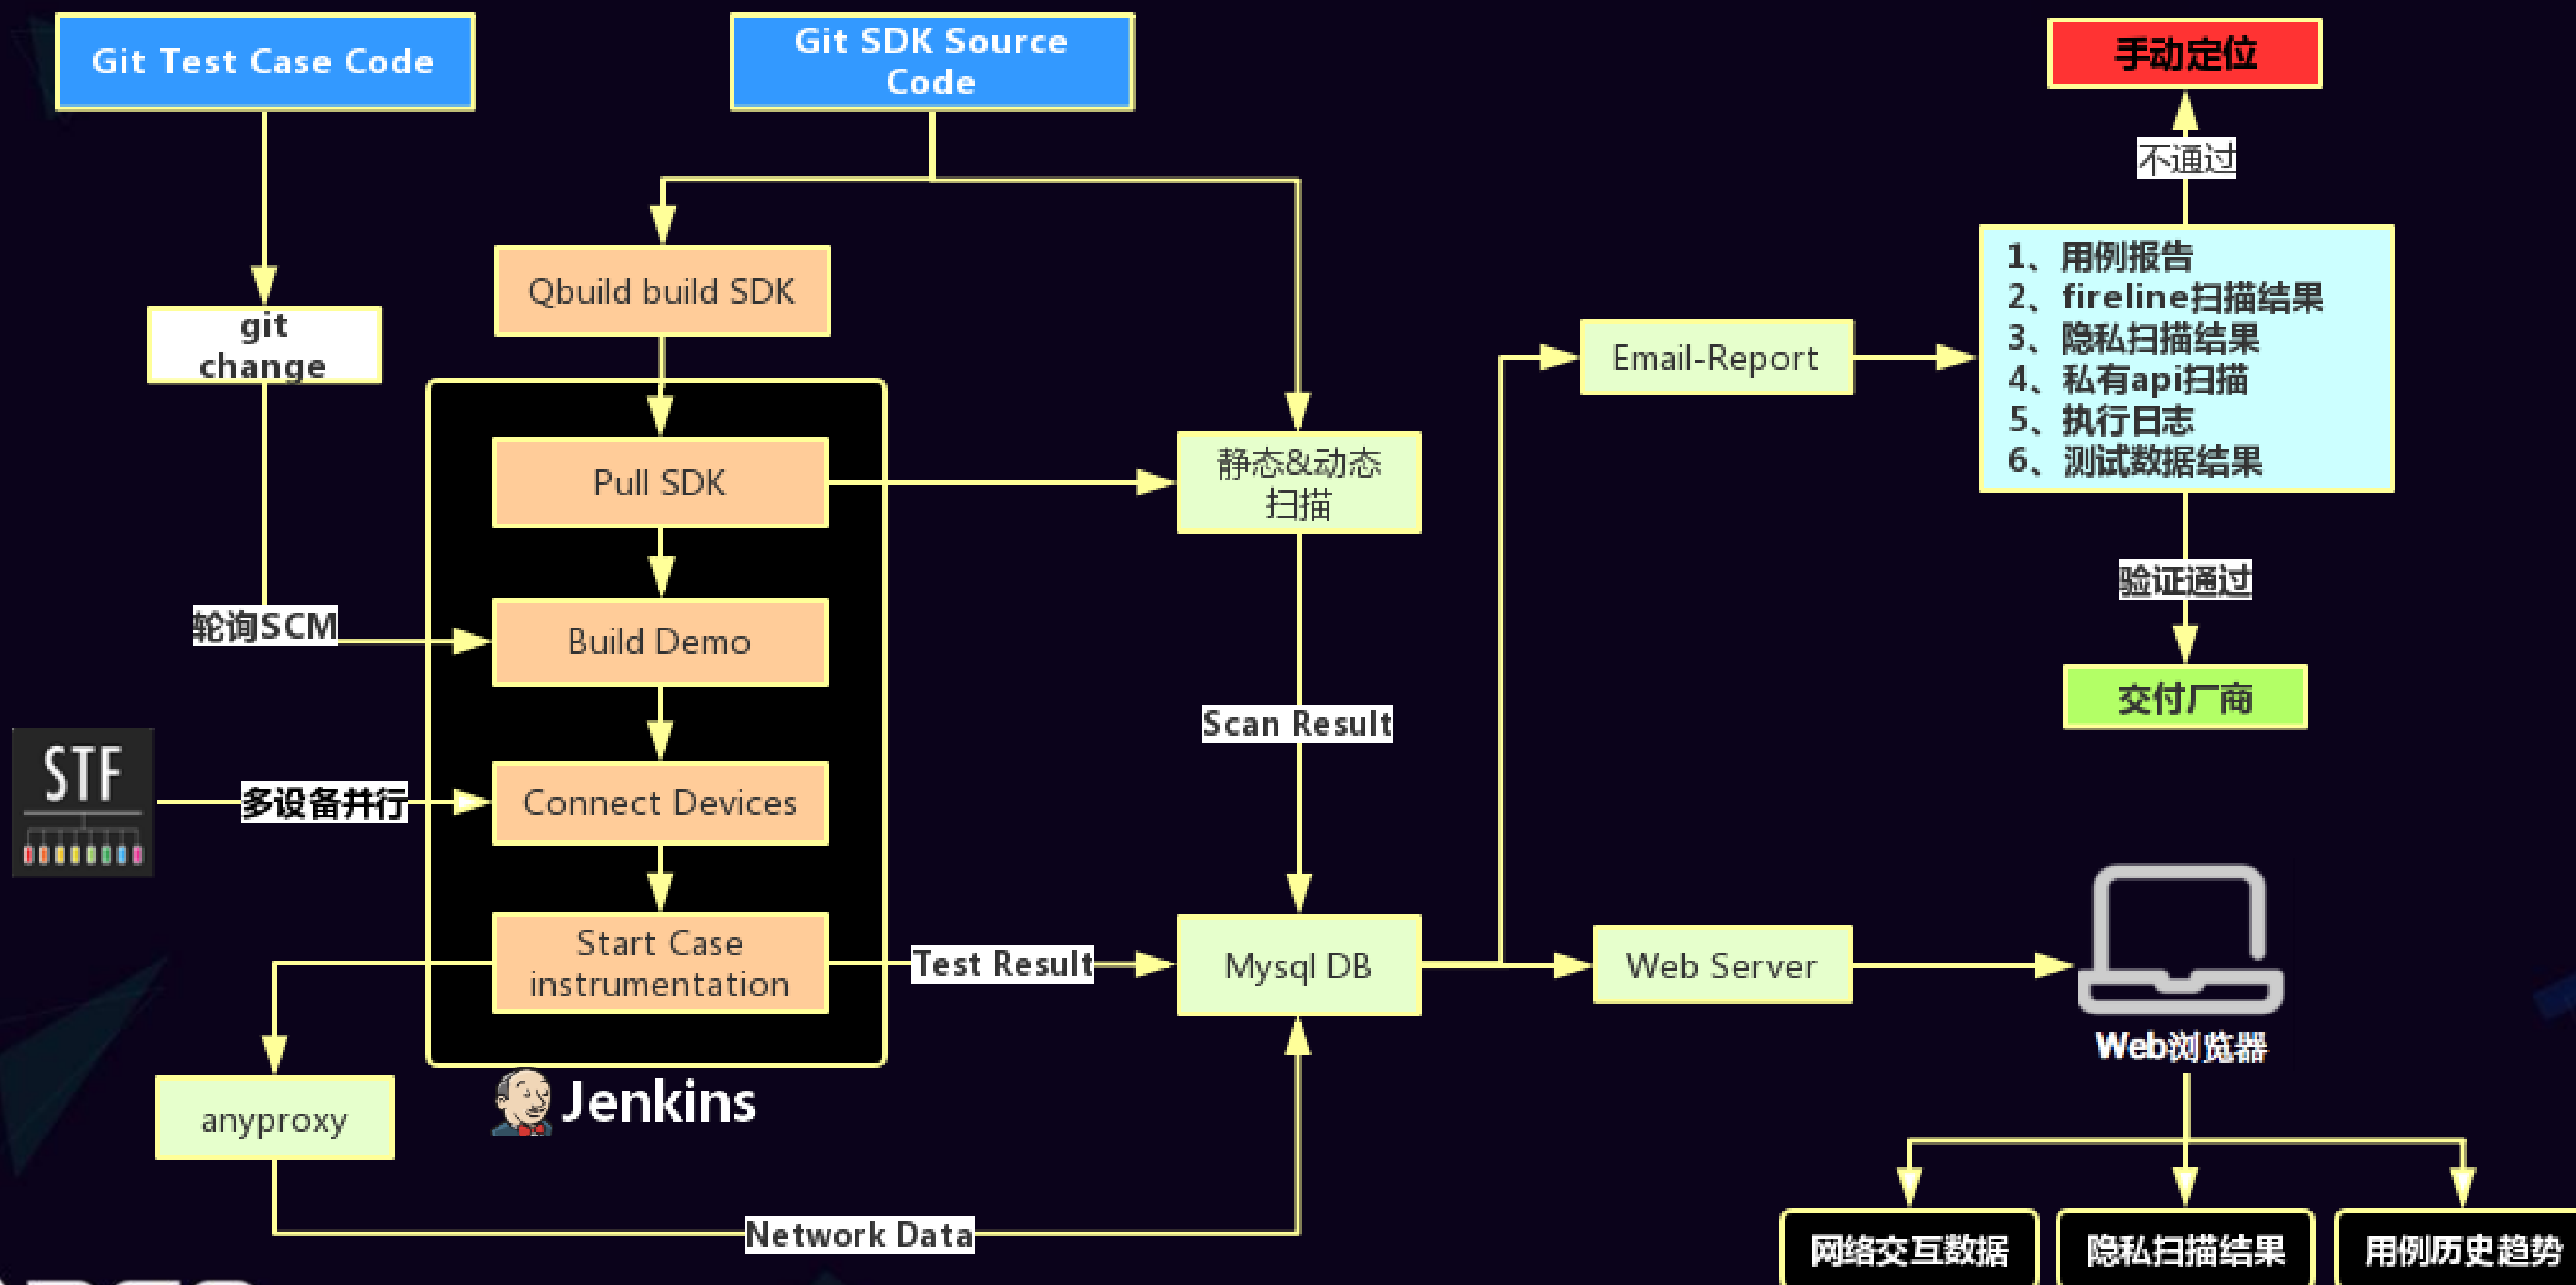 Git Test Case Code
Git SDK Source
Code
手动定位
不通过
1、用例报告
2、fireline扫描结果
3、隐私扫描结果
4、私有api扫描
5、执行日志
6、测试数据结果
Qbuild build SDK
git
change
Email-Report
Pull SDK
静态&动态
扫描
验证通过
轮询SCM
Build Demo
交付厂商
Scan Result
STF
多设备并行
Connect Devices
Start Case
instrumentation
Test Result
Mysql DB
Web Server
Web浏览器
anyproxy
Jenkins
Network Data
网络交互数据
隐私扫描结果
用例历史趋势